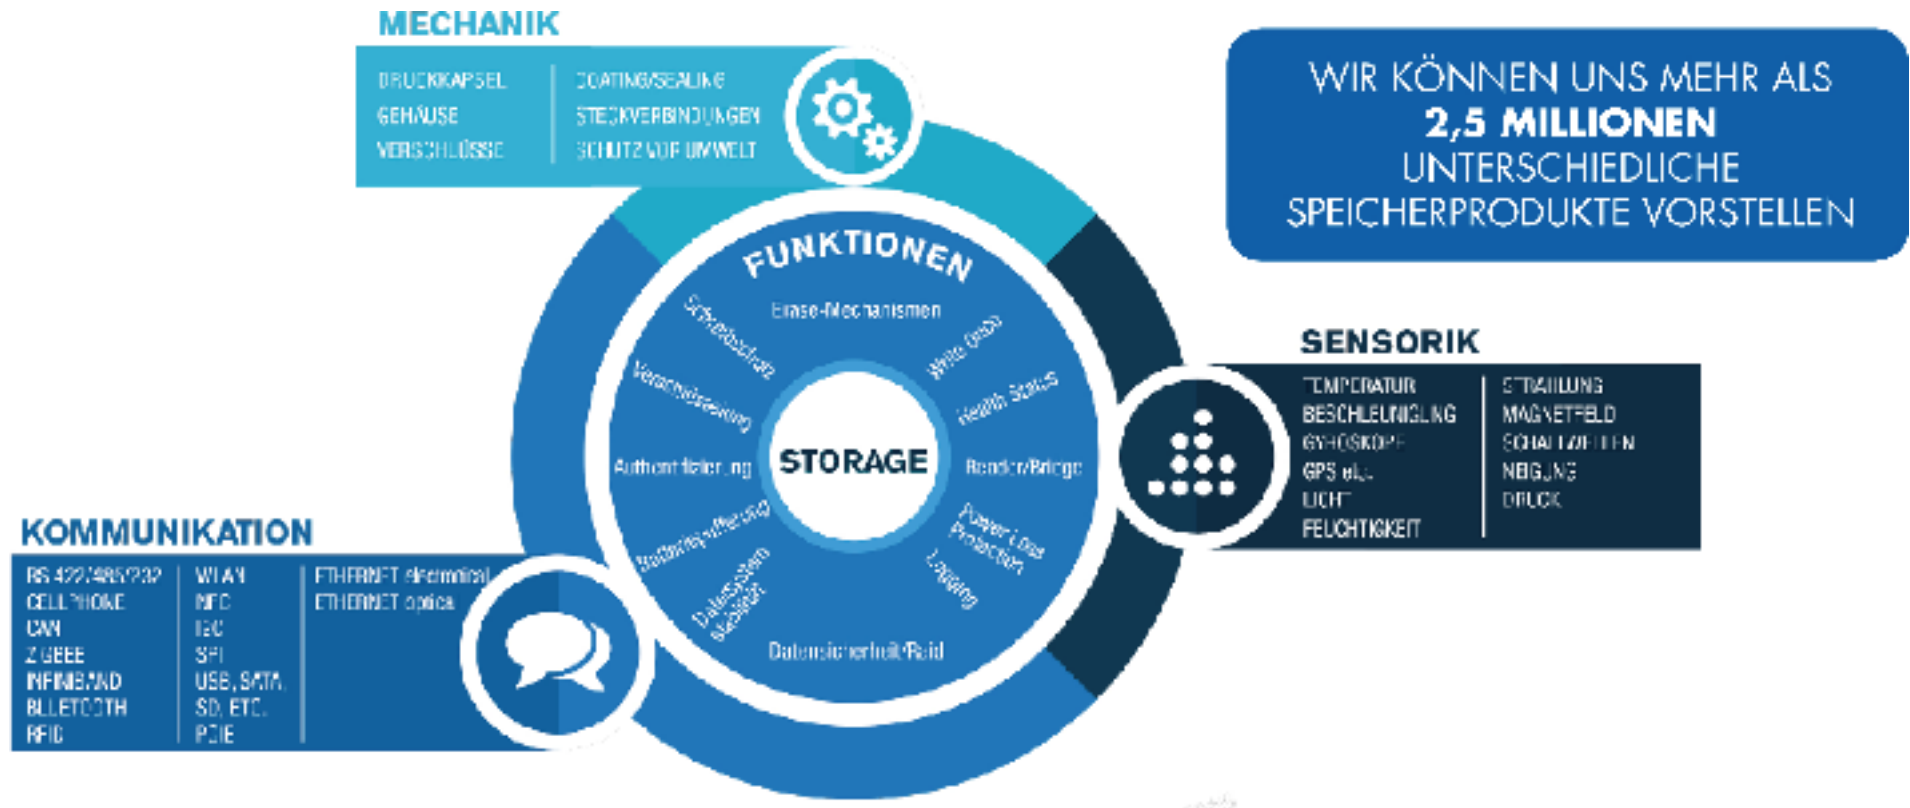 MECHANIK
DRUCKKAPSEL
GEHÄUSE
VERSCHLÜSSE
COATING/SEALING
STECKVERBINDUNGEN
SCHUTZ VOR UMWELT
WIR KÖNNEN UNS MEHR ALS
2,5 MILLIONEN
UNTERSCHIEDLICHE
SPEICHERPRODUKTE VORSTELLEN
FUNKTIONEN
Erase-Mechanismen
Schreibschutz
Write Once
Verschlüsselung
Health Status
Authentifizierung
STORAGE
Reader/Bridge
Power Loss
Protection
Logging
Dateisystem
Datensicherheit/Raid
SENSORIK
TEMPERATUR
BESCHLEUNIGUNG
GYROSKOPE
GPS etc.
LICHT
FEUCHTIGKEIT
STRAHLUNG
MAGNETFELD
SCHALLWELLEN
NEIGUNG
DRUCK
KOMMUNIKATION
RS 422/485/232
CELLPHONE
CAN
ZIGBEE
INFINIBAND
BLUETOOTH
RFID
WLAN
NFC
I2C
SPI
USB, SATA,
SD, ETC.
PCIE
ETHERNET electronical
ETHERNET optical